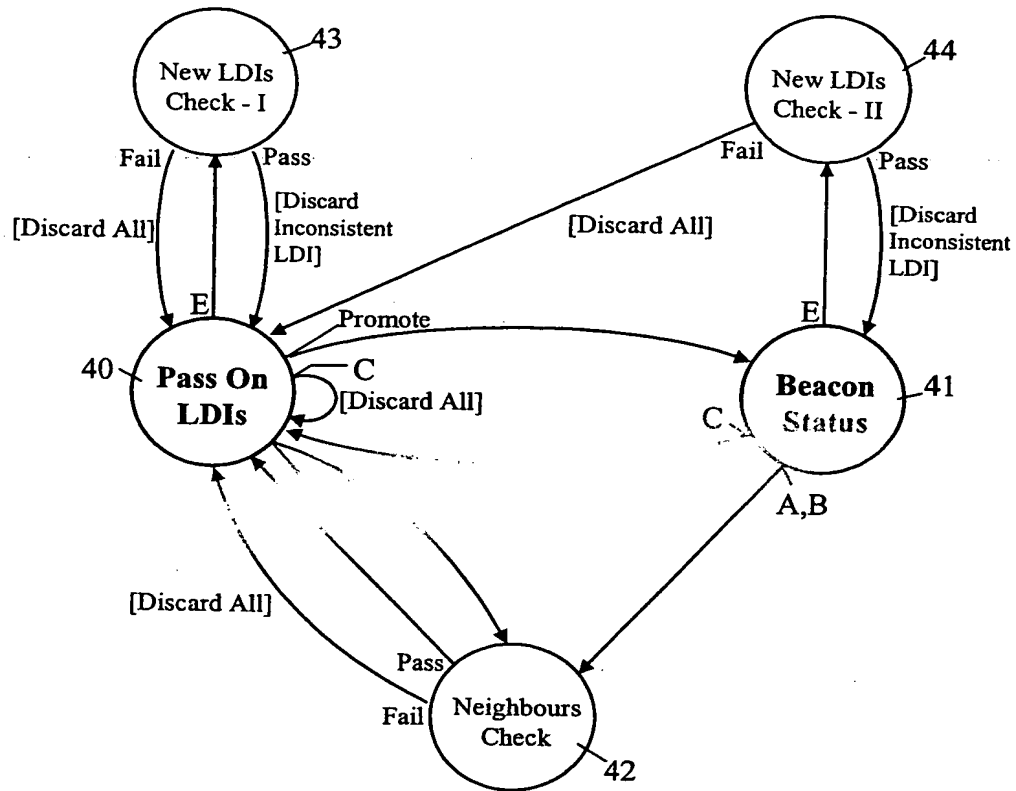 43
New LDIs
Check - I
44
New LDIs
Check - II
Fail
Pass
Fail
Pass
[Discard All]
[Discard
Inconsistent
LDI]
[Discard All]
[Discard
Inconsistent
LDI]
E
E
Promote
40
Pass On
LDIs
C
[Discard All]
Beacon
Status
41
C
A,B
[Discard All]
Pass
Fail
Neighbours
Check
42